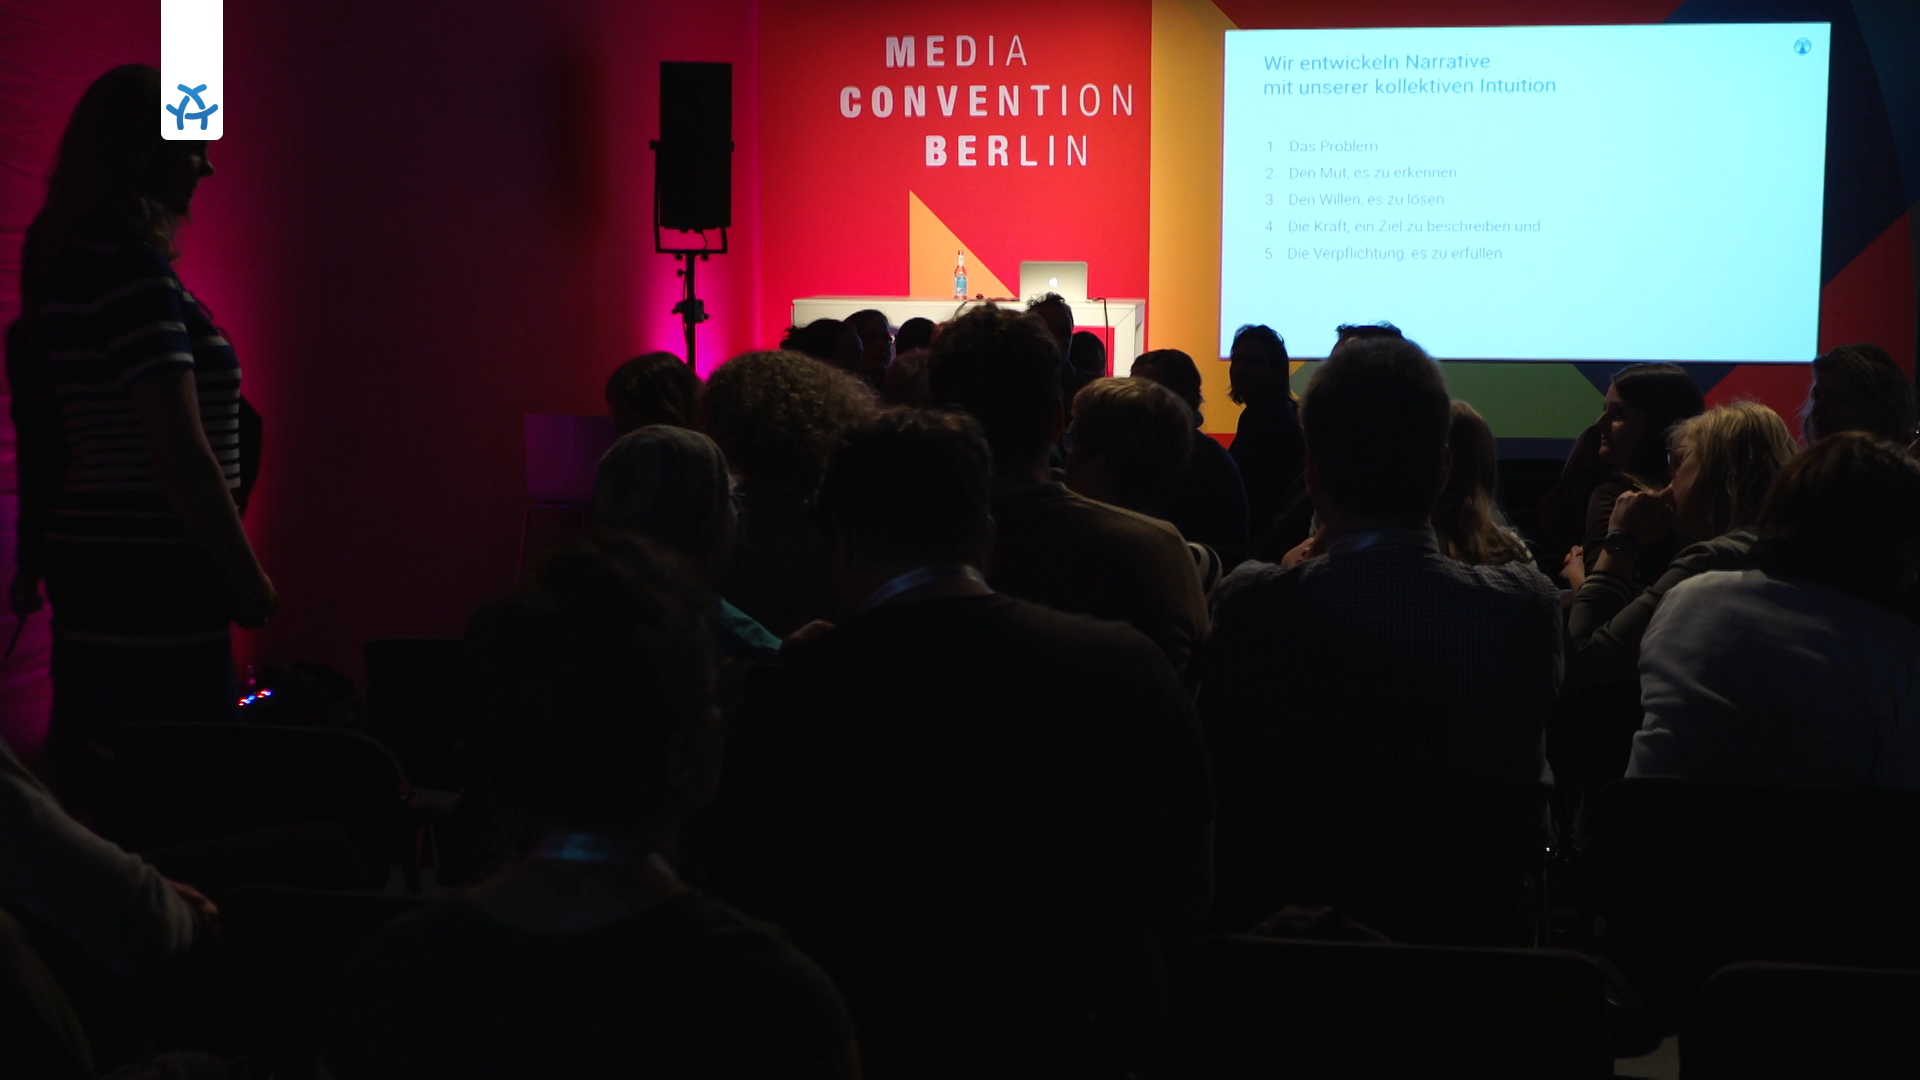 MEDIA
CONVENTION
BERLIN
Wir entwickeln Narrative
mit unserer kollektiven Intuition
1. Das Problem
2 Den Mut, es zu erkennen
3 Den Willen, es zu lösen
4. Die Kraft, ein Ziel zu beschreiben und
5 Die Verpflichtung, es zu erfüllen